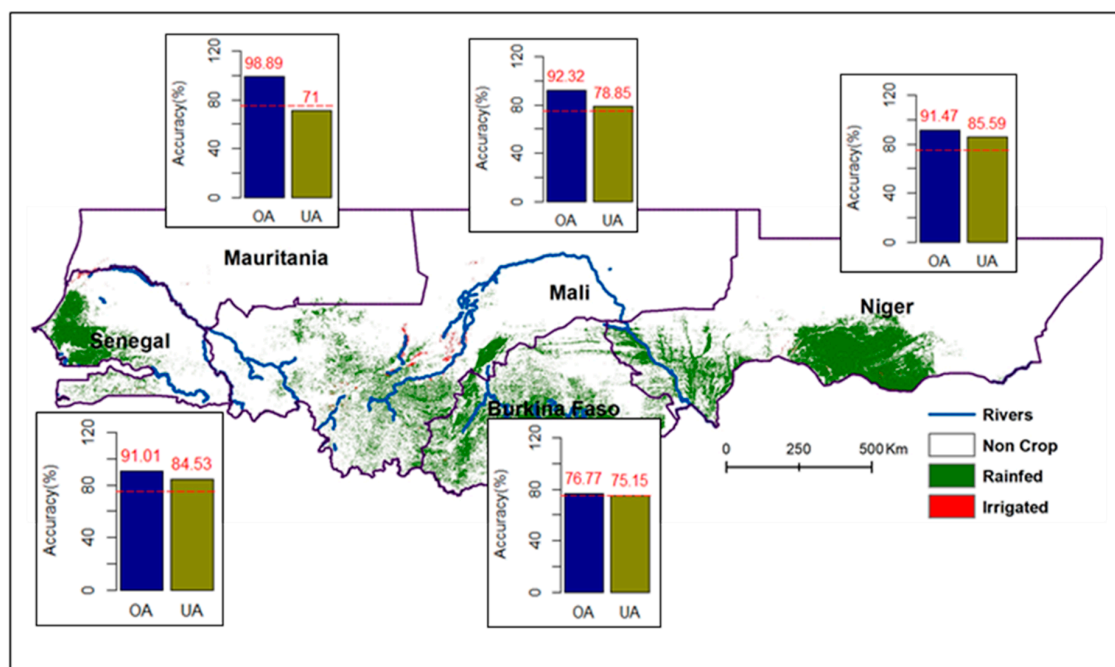 120
98.89
80
71
40
0
Accuracy(%)
OA UA
120
92.32
80
78.85
40
0
Accuracy(%)
OA UA
120
91.47
85.59
80
40
0
Accuracy(%)
OA UA
Mauritania
Mali
Niger
Senegal
Burkina Faso
120
91.01
84.53
80
40
0
Accuracy(%)
OA UA
120
76.77 75.15
80
40
0
Accuracy(%)
OA UA
0 250 500 Km
Rivers
Non Crop
Rainfed
Irrigated